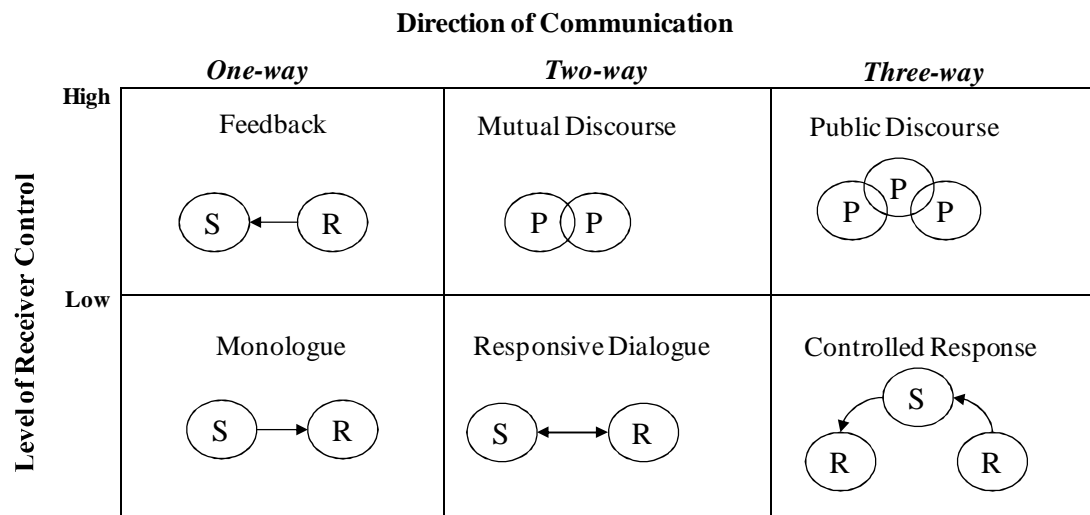 Direction of Communication
One-way Two-way Three-way
High
Feedback Mutual Discourse Public Discourse
S R P P P P P
Level of Receiver Control
Low
Monologue Responsive Dialogue Controlled Response
S R S R S
R R